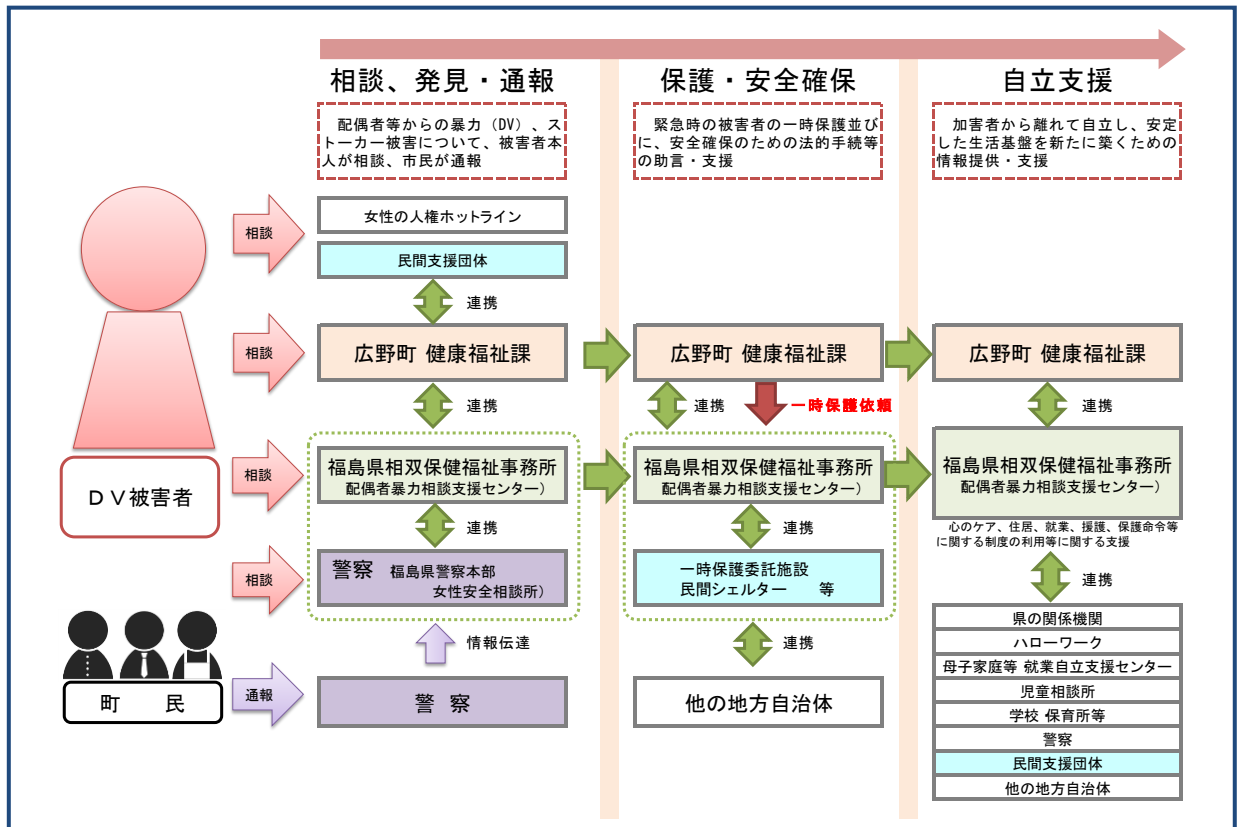 相談、発見・通報
配偶者等からの暴力（DV）、ス
トーカー被害について、被害者本
人が相談、市民が通報
保護・安全確保
緊急時の被害者の一時保護並び
に、安全確保のための法的手続等
の助言・支援
自立支援
加害者から離れて自立し、安定
した生活基盤を新たに築くための
情報提供・支援
相談
女性の人権ホットライン
民間支援団体
連携
相談
広野町 健康福祉課
広野町 健康福祉課
広野町 健康福祉課
連携
連携
一時保護依頼
連携
ＤＶ被害者
相談
福島県相双保健福祉事務所
配偶者暴力相談支援センター）
福島県相双保健福祉事務所
配偶者暴力相談支援センター）
福島県相双保健福祉事務所
配偶者暴力相談支援センター）
心のケア、住居、就業、援護、保護命令等
に関する制度の利用等に関する支援
連携
連携
連携
相談
警察 福島県警察本部
女性安全相談所）
一時保護委託施設
民間シェルター 等
情報伝達
連携
町 民
通報
警 察
他の地方自治体
県の関係機関
ハローワーク
母子家庭等 就業自立支援センター
児童相談所
学校 保育所等
警察
民間支援団体
他の地方自治体